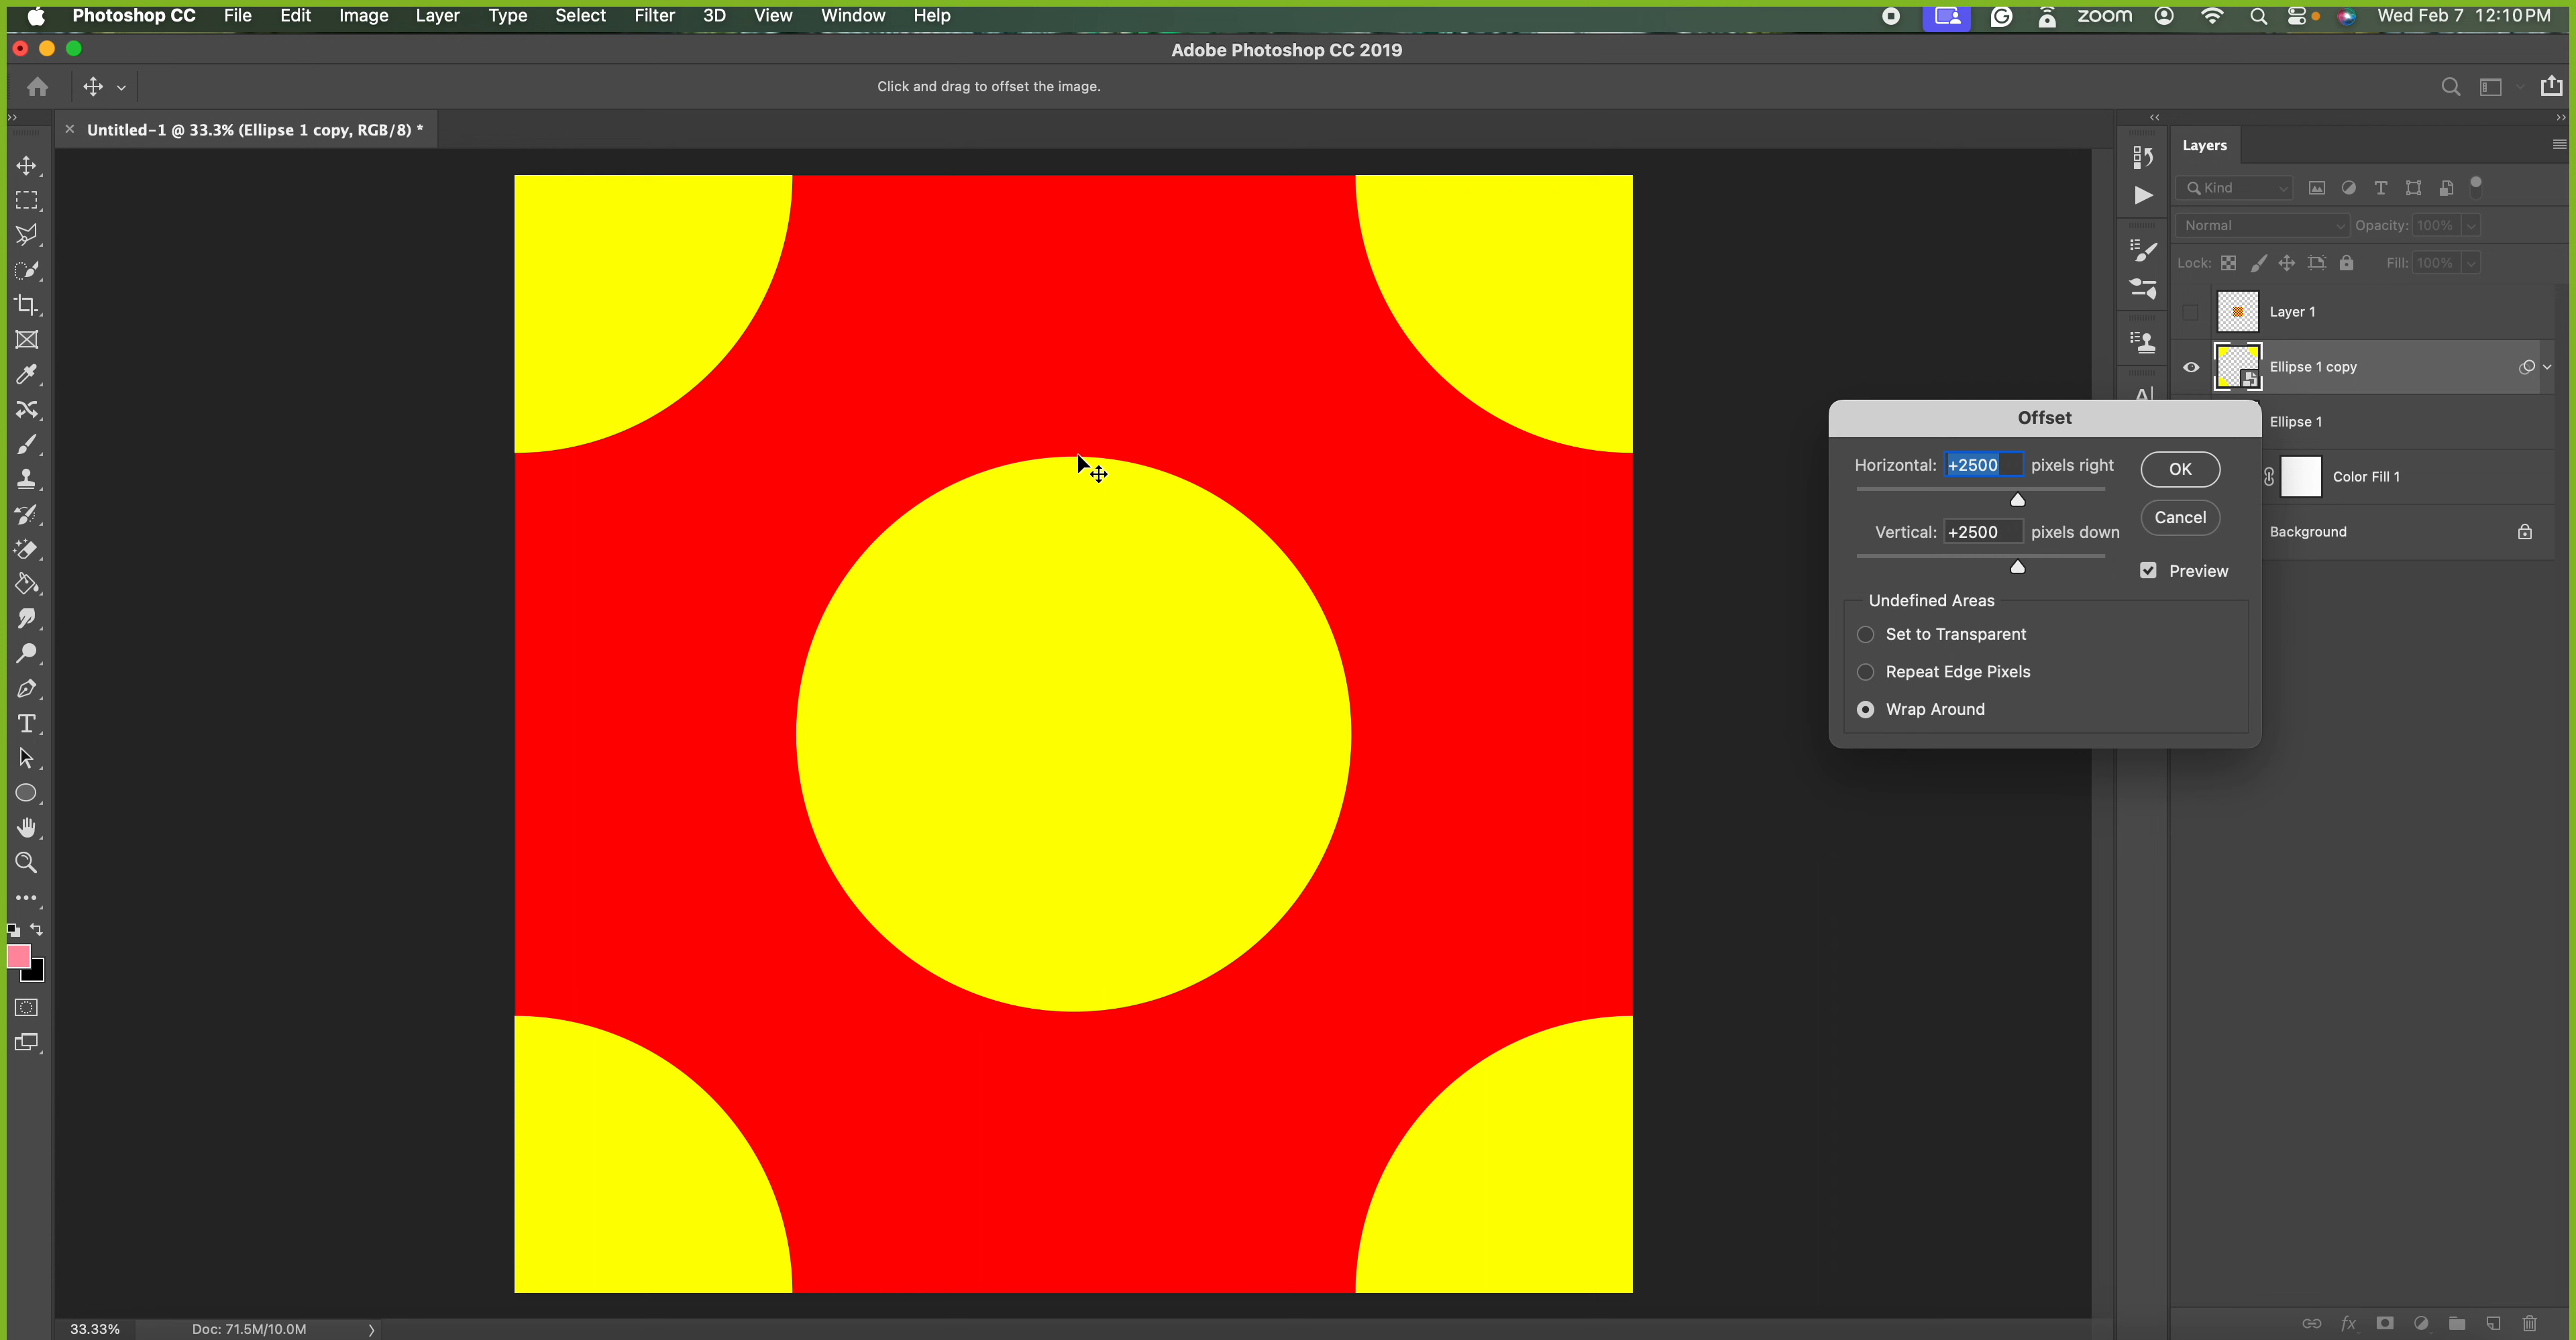 Photoshop CC File Edit Image Layer Type Select Filter 3D View Window Help zoom Wed Feb 7 12:10 PM
Adobe Photoshop CC 2019
Click and drag to offset the image.
× Untitled-1 @ 33.3% (Ellipse 1 copy, RGB/8) *
Layers
Kind
Normal Opacity: 100%
Lock: Fill: 100%
Layer 1
Ellipse 1 copy
Ellipse 1
Color Fill 1
Background
Offset
Horizontal: +2500 pixels right
OK
Vertical: +2500 pixels down
Cancel
Preview
Undefined Areas
Set to Transparent
Repeat Edge Pixels
Wrap Around
33.33% Doc: 71.5M/10.0M
fx